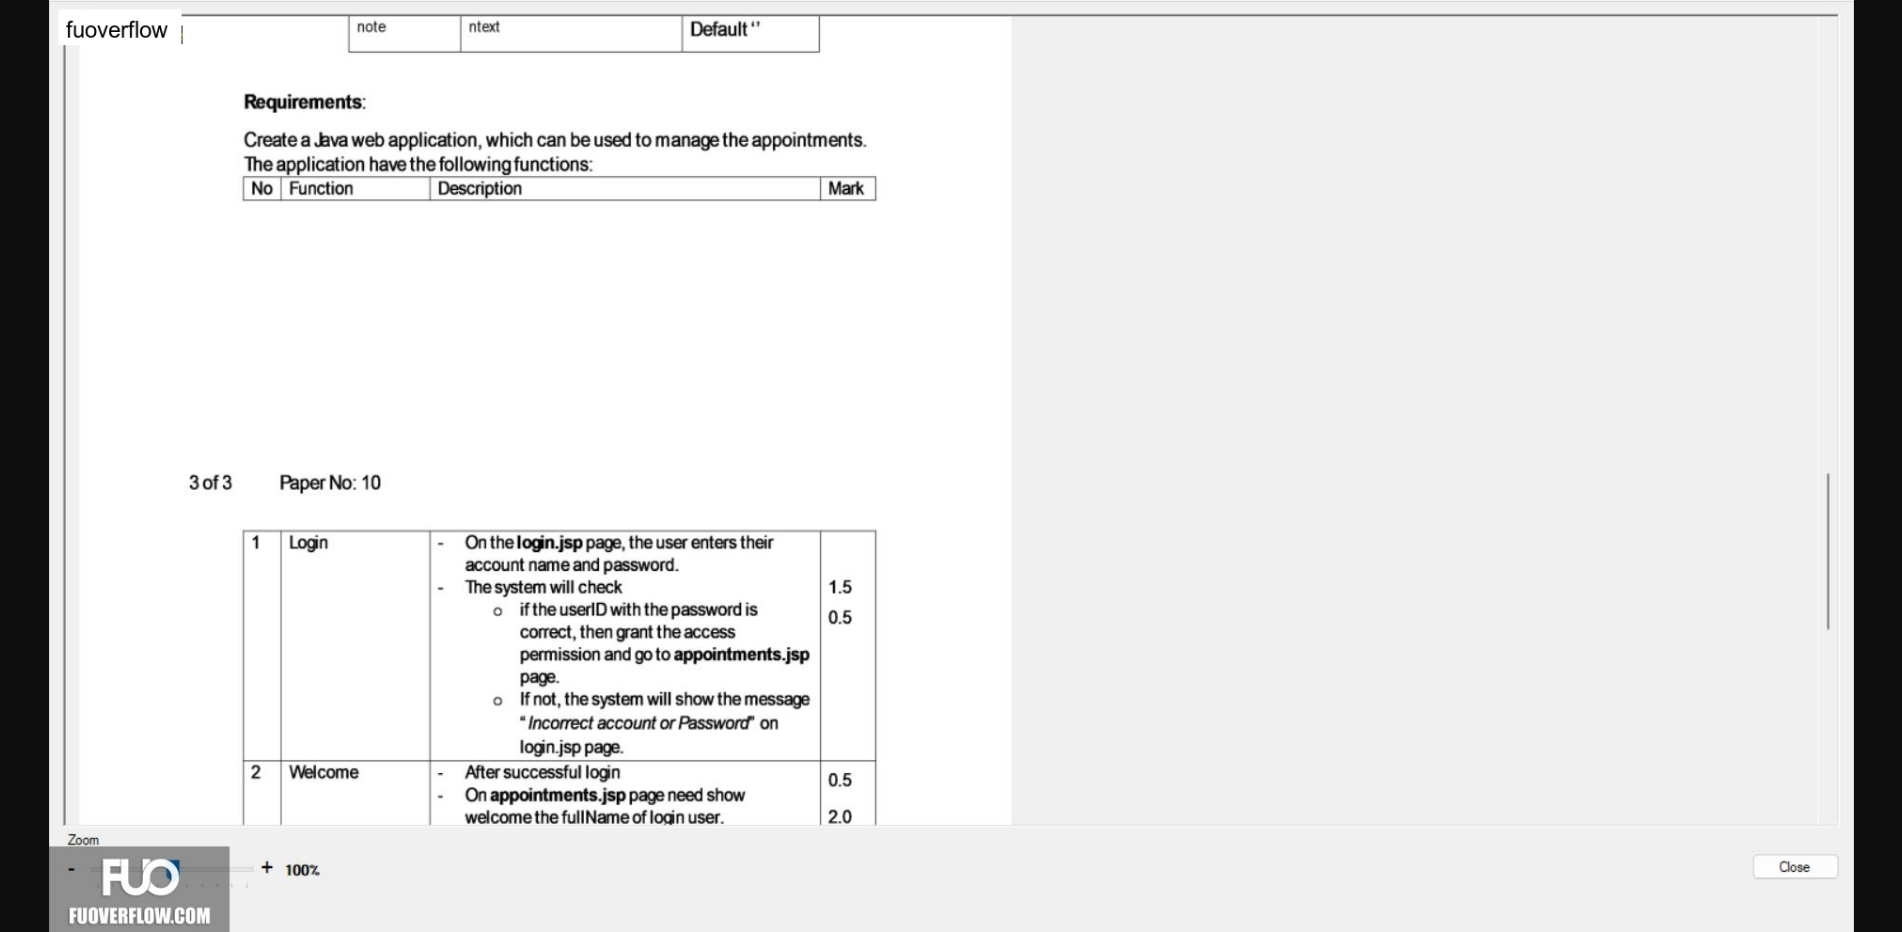 fuoverflow
note ntext Default ‘’
Requirements:
Create a Java web application, which can be used to manage the appointments.
The application have the following functions:
No Function Description Mark
3 of 3 Paper No: 10
1 Login - On the login.jsp page, the user enters their
account name and password.
- The system will check 1.5
o if the userID with the password is
0.5
correct, then grant the access
permission and go to appointments.jsp
page.
o If not, the system will show the message
“Incorrect account or Password” on
login.jsp page.
2 Welcome - After successful login 0.5
- On appointments.jsp page need show
welcome the fullName of login user. 2.0
Zoom
- + 100%
Close
FUO
FUOVERFLOW.COM